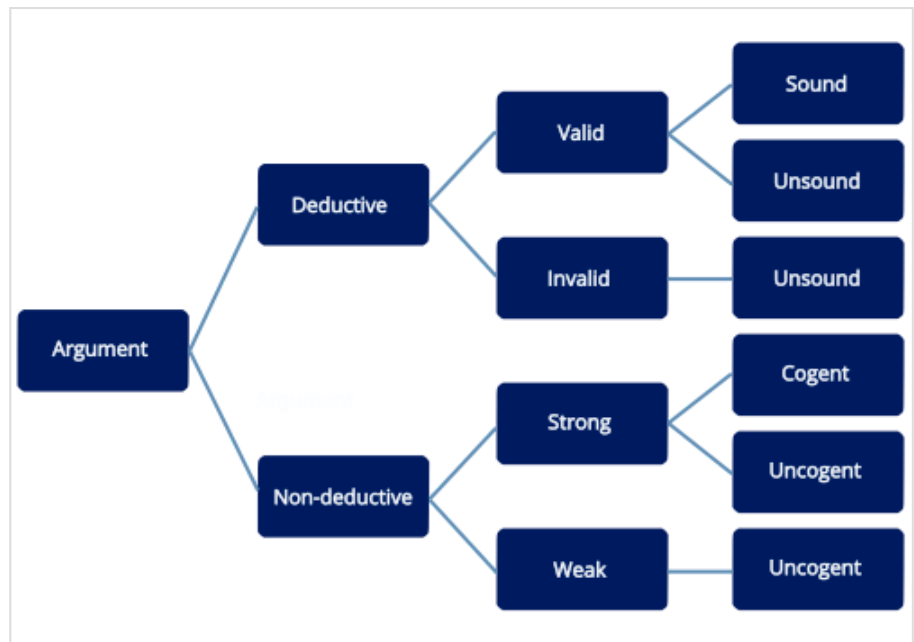 Argument
Deductive
Non-deductive
Valid
Invalid
Strong
Weak
Sound
Unsound
Unsound
Cogent
Uncogent
Uncogent